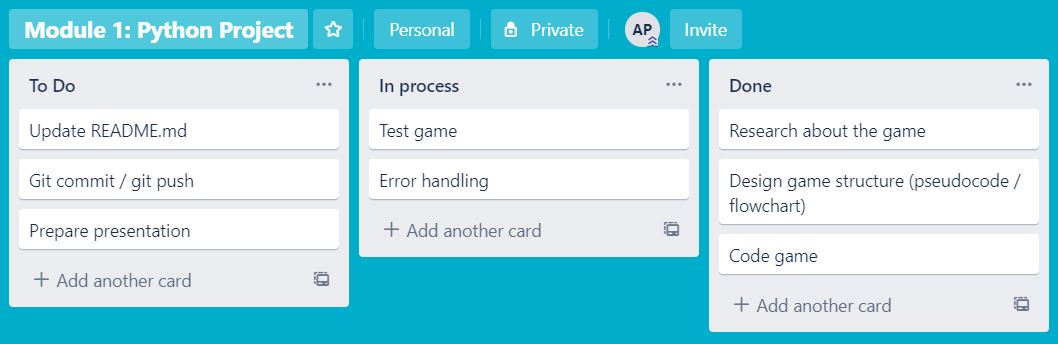 Module 1: Python Project
Personal
Private
AP
Invite
To Do
Update README.md
Git commit / git push
Prepare presentation
+ Add another card
In process
Test game
Error handling
+ Add another card
Done
Research about the game
Design game structure (pseudocode /
flowchart)
Code game
+ Add another card